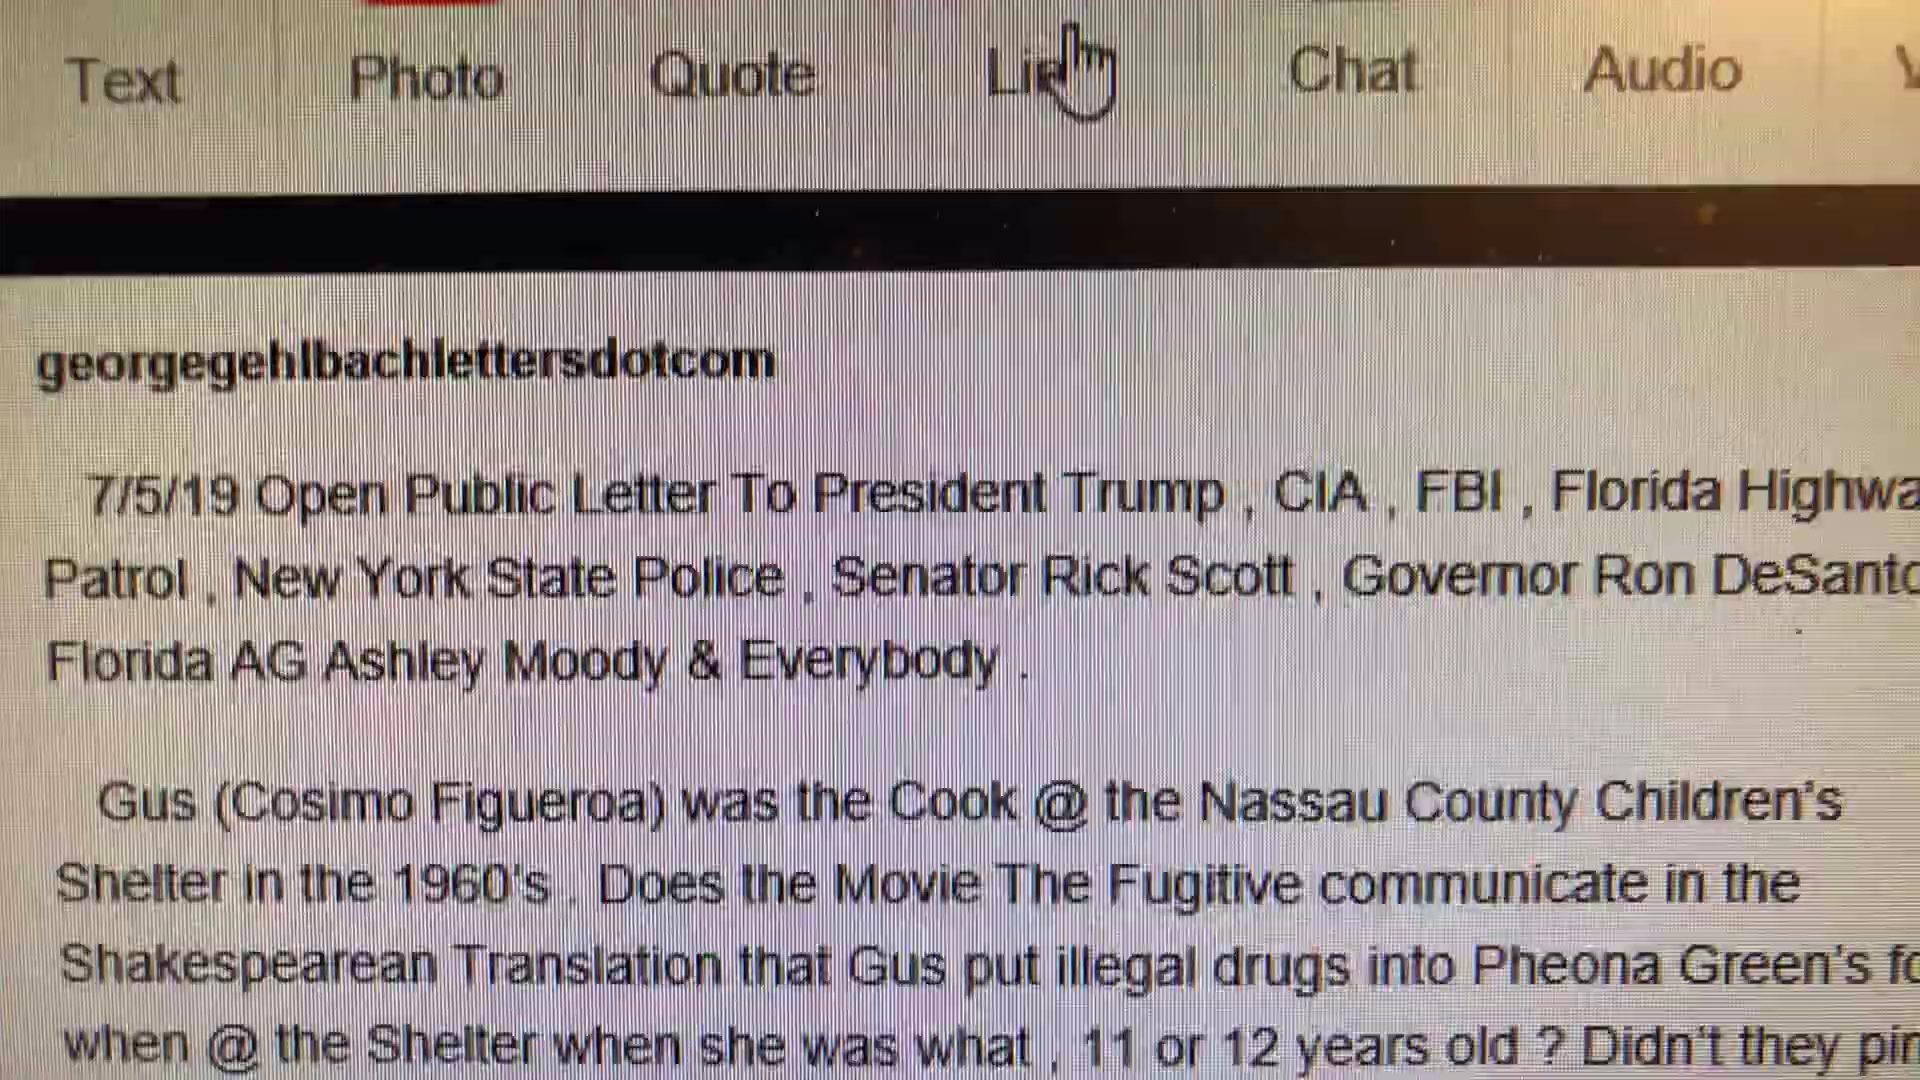 Text Photo Quote Chat Audio
georgegehlbachlettersdotcom
7/5/19 Open Public Letter To President Trump , CIA , FBI , Florida
Patrol , New York State Police , Senator Rick Scott , Governor Ron
Florida AG Ashley Moody & Everybody .
Gus (Cosimo Figueroa) was the Cook @ the Nassau County Children's
Shelter in the 1960's . Does the Movie The Fugitive communicate in the
Shakespearean Translation that Gus put illegal drugs into Pheona Green's
when @ the Shelter when she was what , 11 or 12 years old ? Didn't they